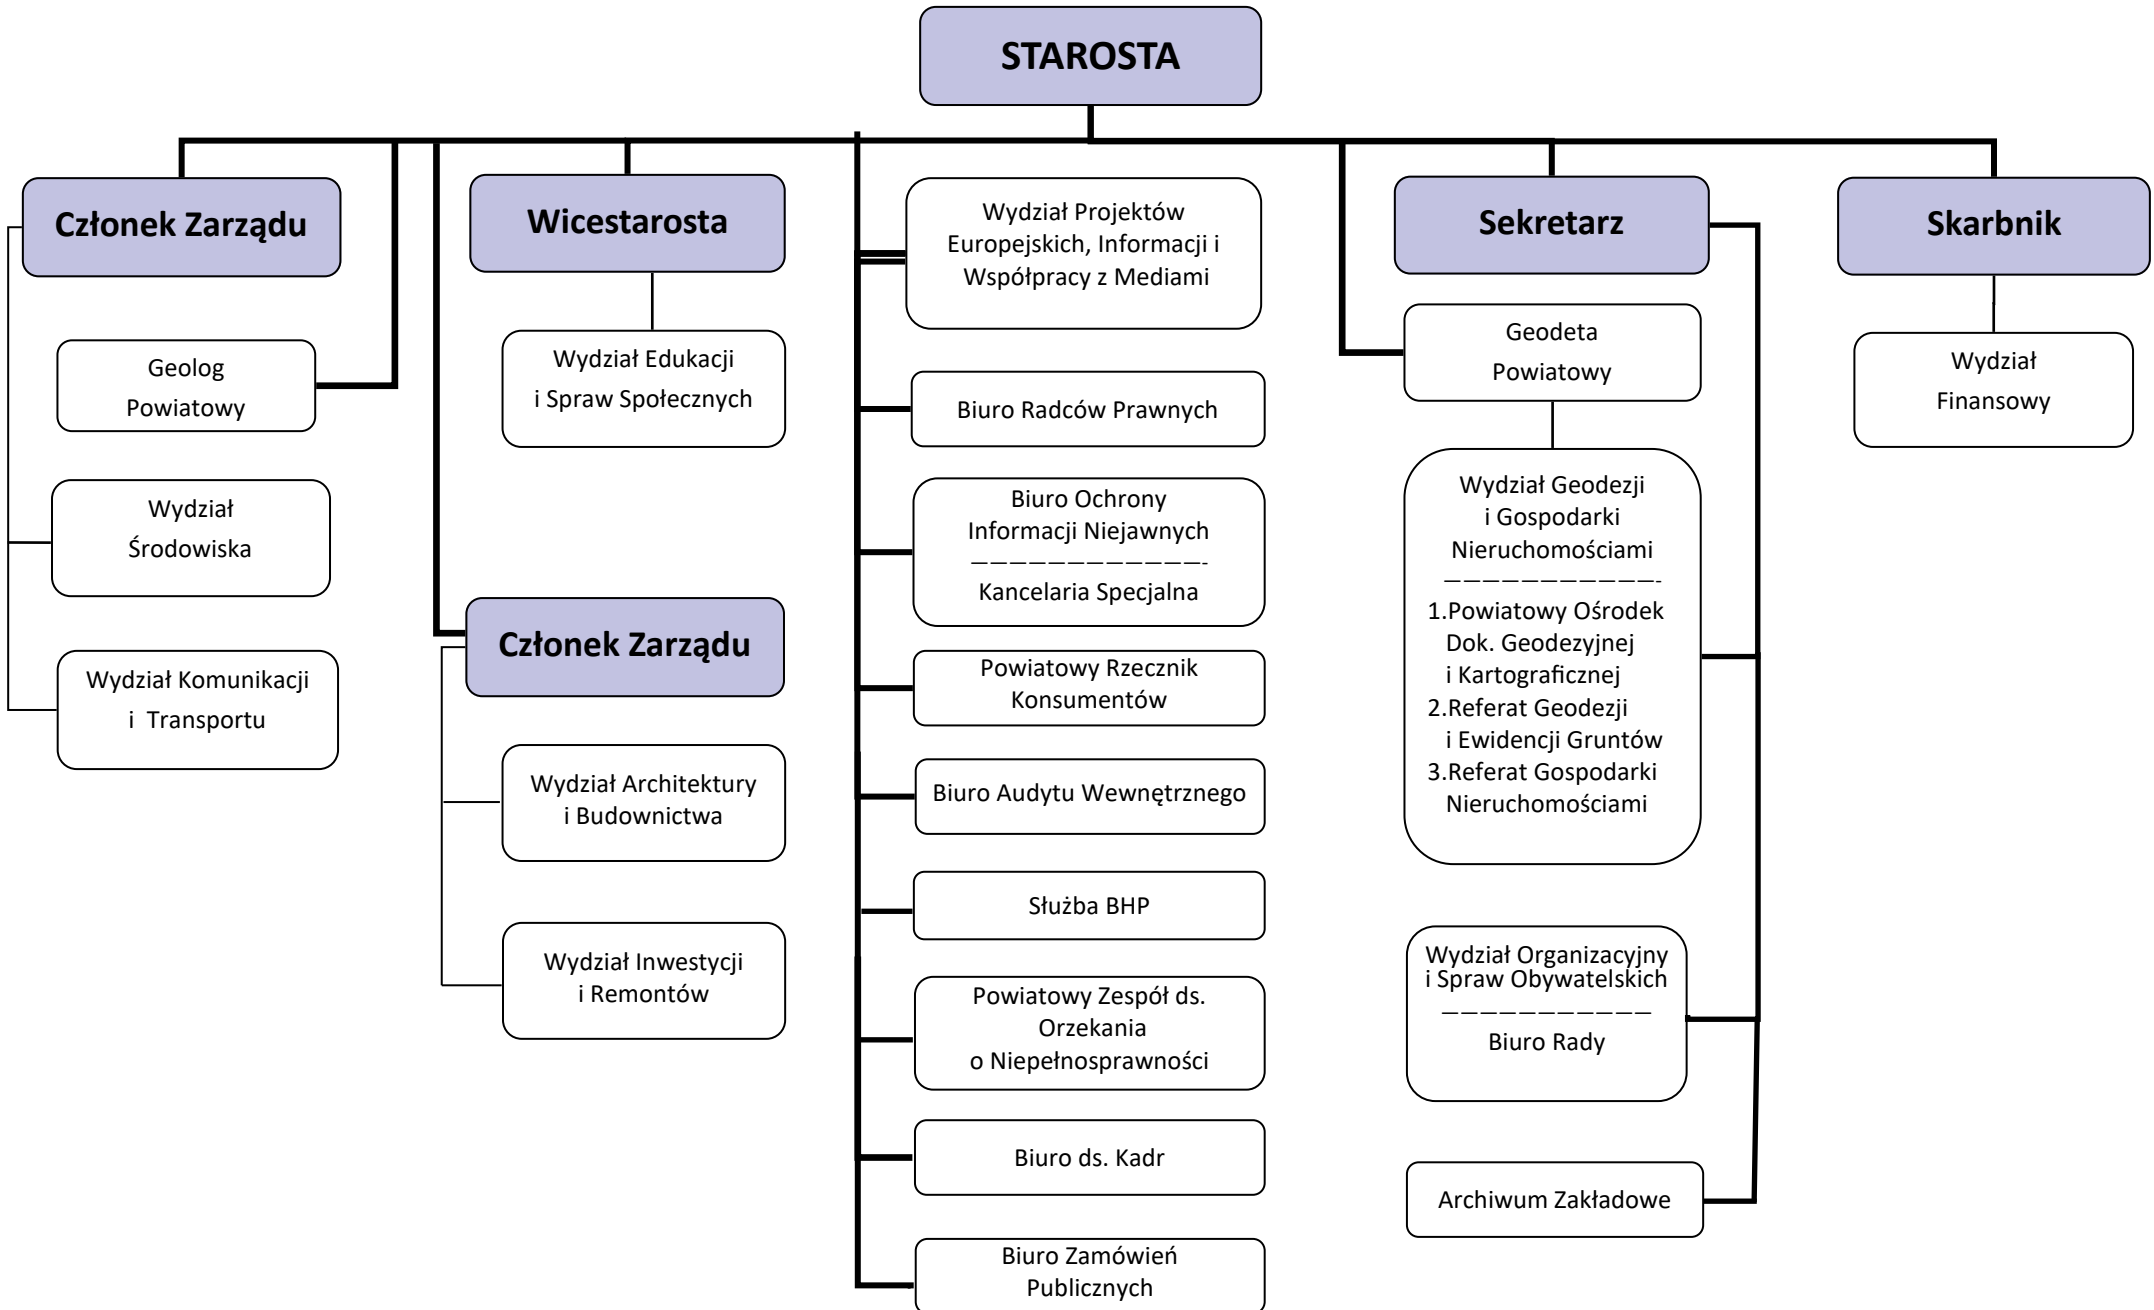 STAROSTA
Członek Zarządu
Geolog
Powiatowy
Wydział
Środowiska
Wydział Komunikacji
i Transportu
Wicestarosta
Wydział Edukacji
i Spraw Społecznych
Członek Zarządu
Wydział Architektury
i Budownictwa
Wydział Inwestycji
i Remontów
Wydział Projektów
Europejskich, Informacji i
Współpracy z Mediami
Biuro Radców Prawnych
Biuro Ochrony
Informacji Niejawnych
————————————-
Kancelaria Specjalna
Powiatowy Rzecznik
Konsumentów
Biuro Audytu Wewnętrznego
Służba BHP
Powiatowy Zespół ds.
Orzekania
o Niepełnosprawności
Biuro ds. Kadr
Biuro Zamówień
Publicznych
Sekretarz
Geodeta
Powiatowy
Wydział Geodezji
i Gospodarki
Nieruchomościami
———————————-
1.Powiatowy Ośrodek
Dok. Geodezyjnej
i Kartograficznej
2.Referat Geodezji
i Ewidencji Gruntów
3.Referat Gospodarki
Nieruchomościami
Wydział Organizacyjny
i Spraw Obywatelskich
———————————
Biuro Rady
Archiwum Zakładowe
Skarbnik
Wydział
Finansowy